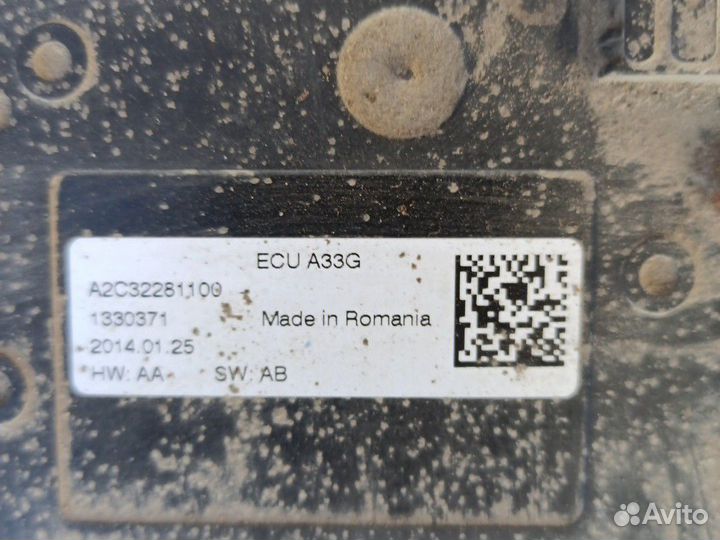 ECU A33G
A2C32281100
1330371
Made in Romania
2014.01.25
HW: AA SW: AB
Avito